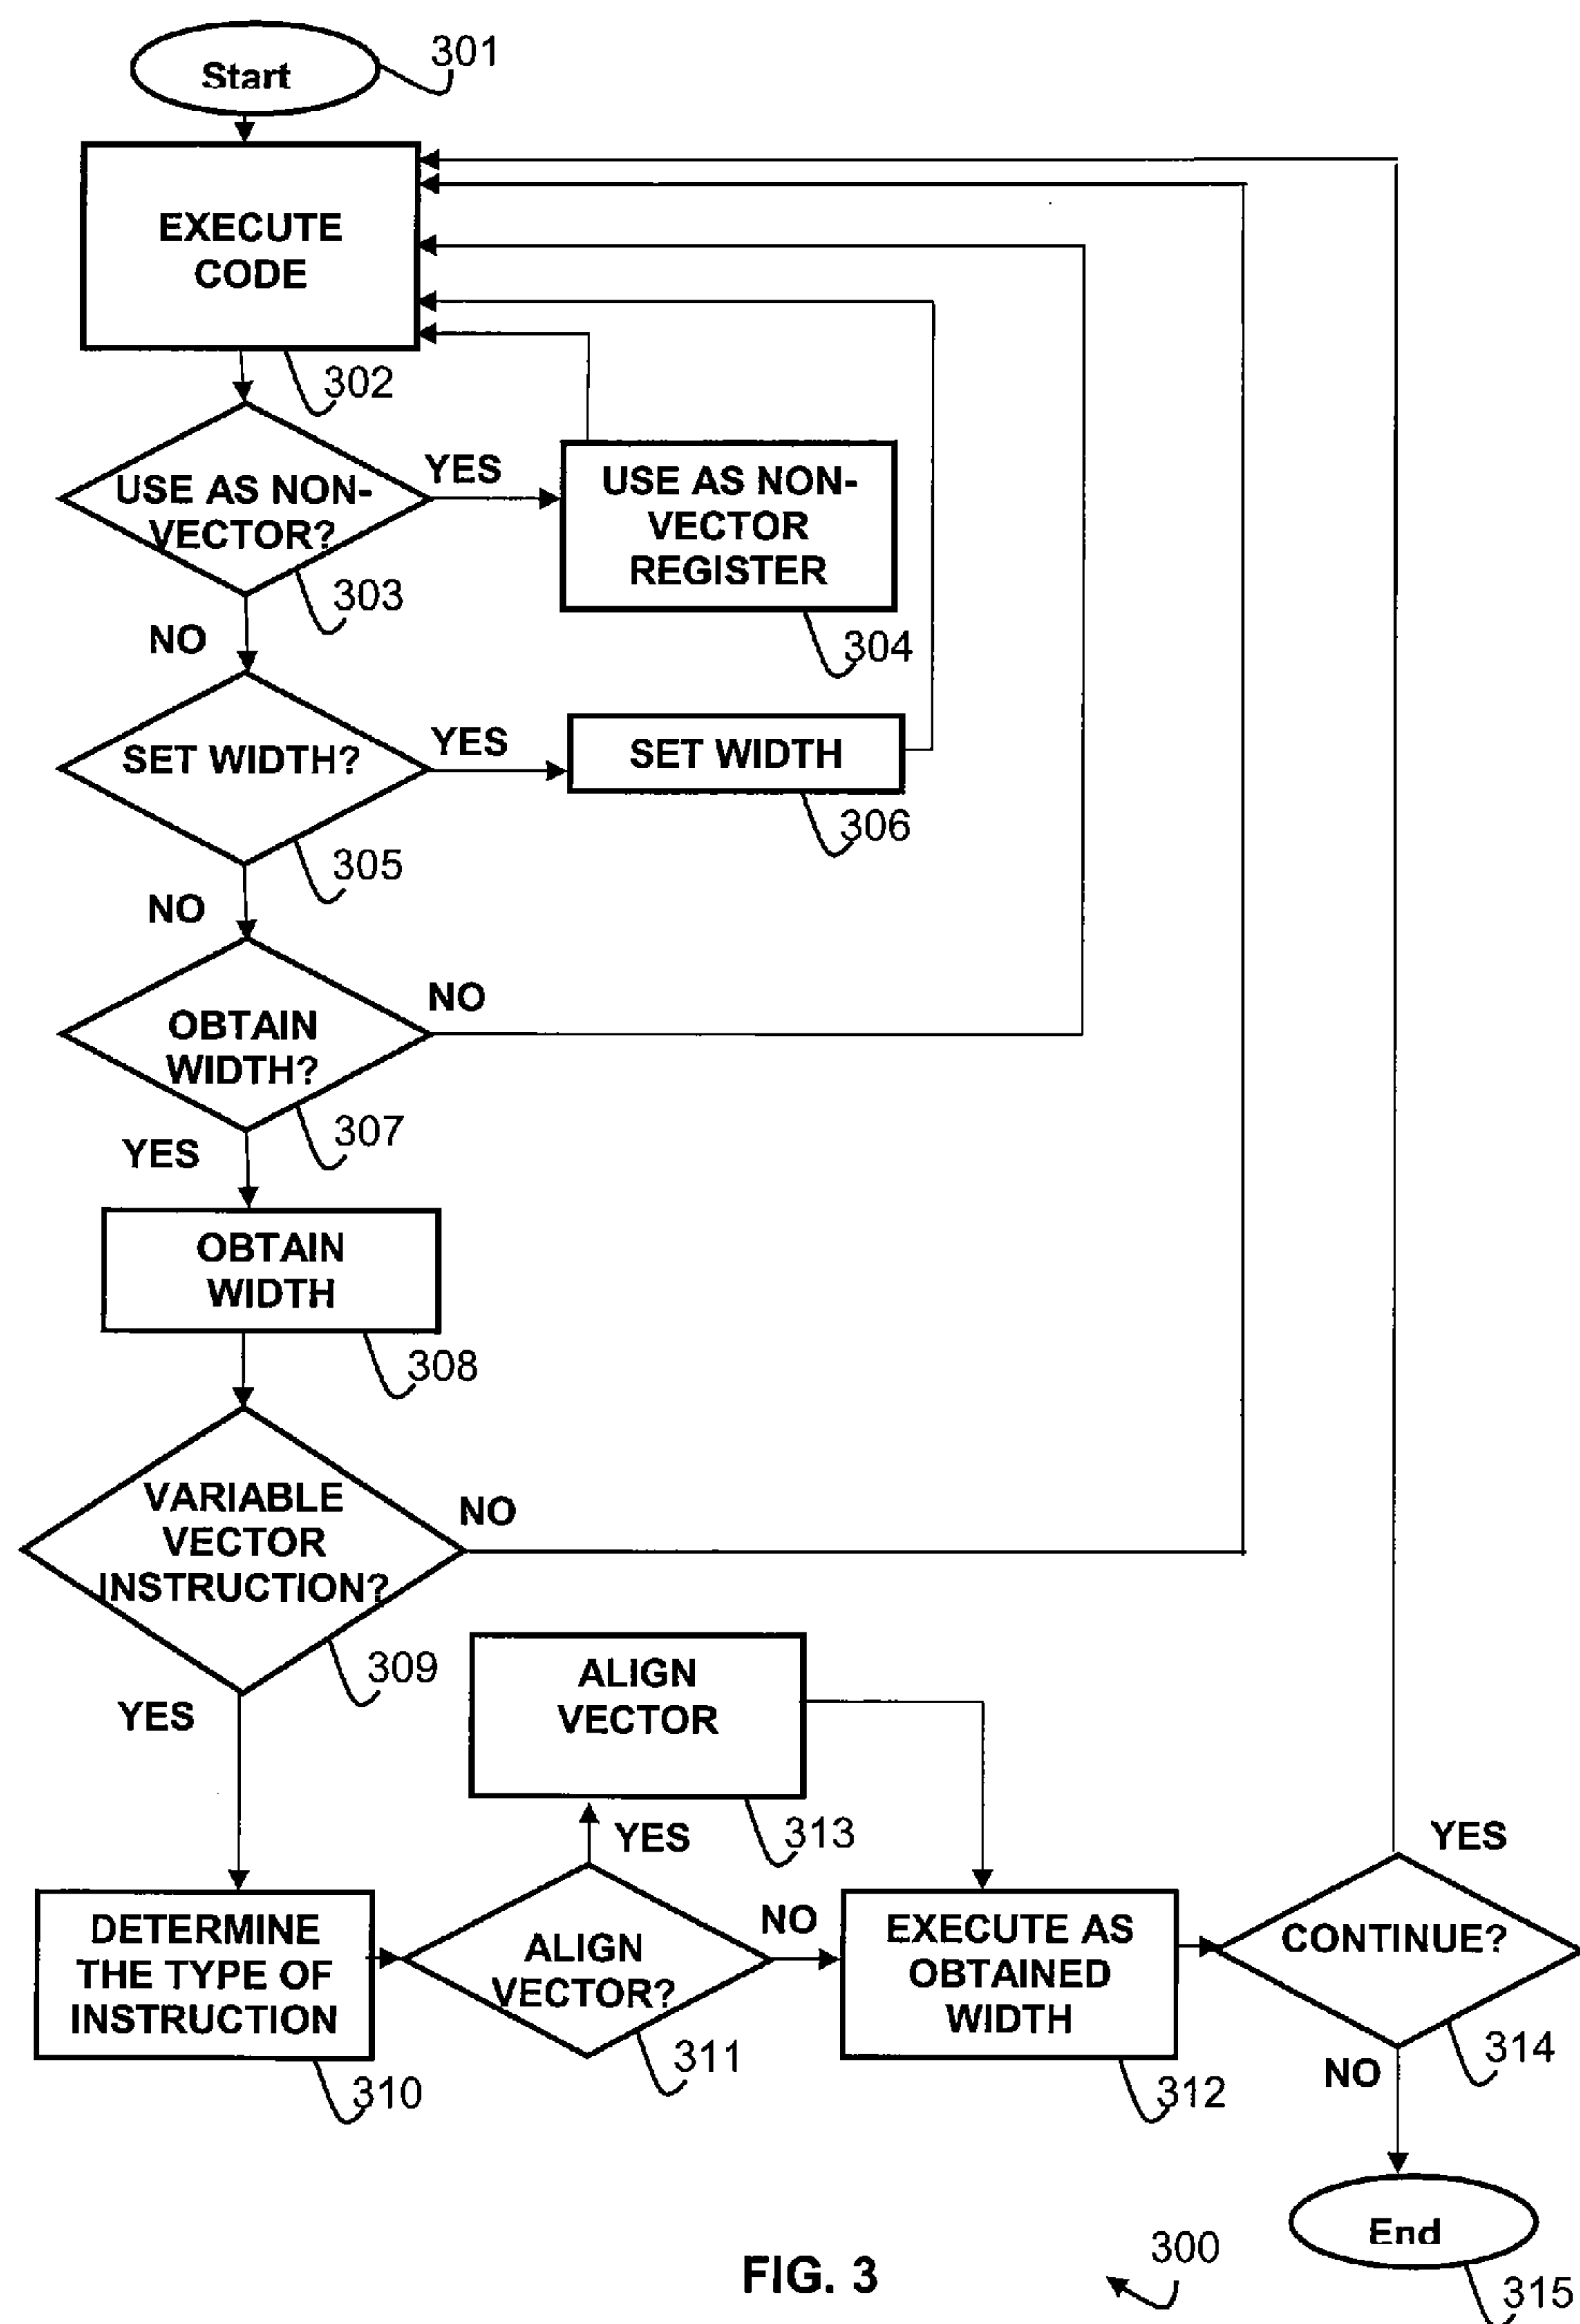 Start
301
EXECUTE
CODE
302
USE AS NON-
VECTOR?
303
YES
USE AS NON-
VECTOR
REGISTER
304
NO
SET WIDTH?
305
YES
SET WIDTH
306
NO
OBTAIN
WIDTH?
307
NO
YES
OBTAIN
WIDTH
308
VARIABLE
VECTOR
INSTRUCTION?
309
NO
YES
DETERMINE
THE TYPE OF
INSTRUCTION
310
ALIGN
VECTOR?
311
YES
ALIGN
VECTOR
313
NO
EXECUTE AS
OBTAINED
WIDTH
312
CONTINUE?
314
YES
NO
End
315
FIG. 3
300